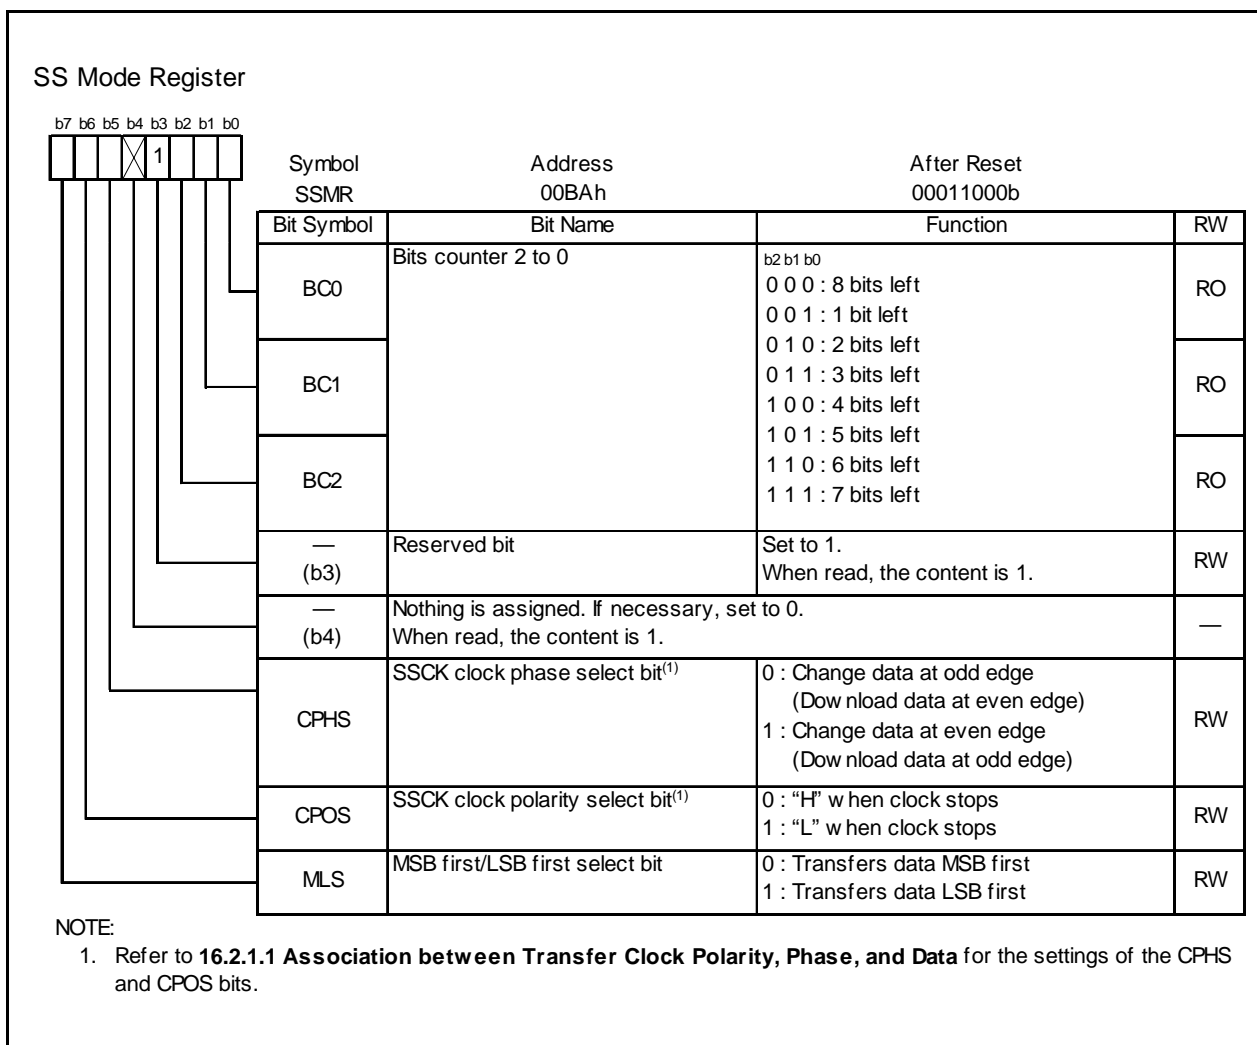 SS Mode Register
b7 b6 b5 b4 b3 b2 b1 b0
1
Symbol Address After Reset
SSMR 00BAh 00011000b
Bit Symbol Bit Name Function RW
BC0 Bits counter 2 to 0 b2 b1 b0
0 0 0 : 8 bits left RO
0 0 1 : 1 bit left
0 1 0 : 2 bits left
BC1 0 1 1 : 3 bits left RO
1 0 0 : 4 bits left
1 0 1 : 5 bits left
BC2 1 1 0 : 6 bits left RO
1 1 1 : 7 bits left
— Reserved bit Set to 1. RW
(b3) When read, the content is 1.
— Nothing is assigned. If necessary, set to 0. —
(b4) When read, the content is 1.
CPHS SSCK clock phase select bit(1) 0 : Change data at odd edge RW
(Download data at even edge)
1 : Change data at even edge
(Download data at odd edge)
CPOS SSCK clock polarity select bit(1) 0 : “H” when clock stops RW
1 : “L” when clock stops
MLS MSB first/LSB first select bit 0 : Transfers data MSB first RW
1 : Transfers data LSB first
NOTE:
1. Refer to 16.2.1.1 Association between Transfer Clock Polarity, Phase, and Data for the settings of the CPHS
and CPOS bits.